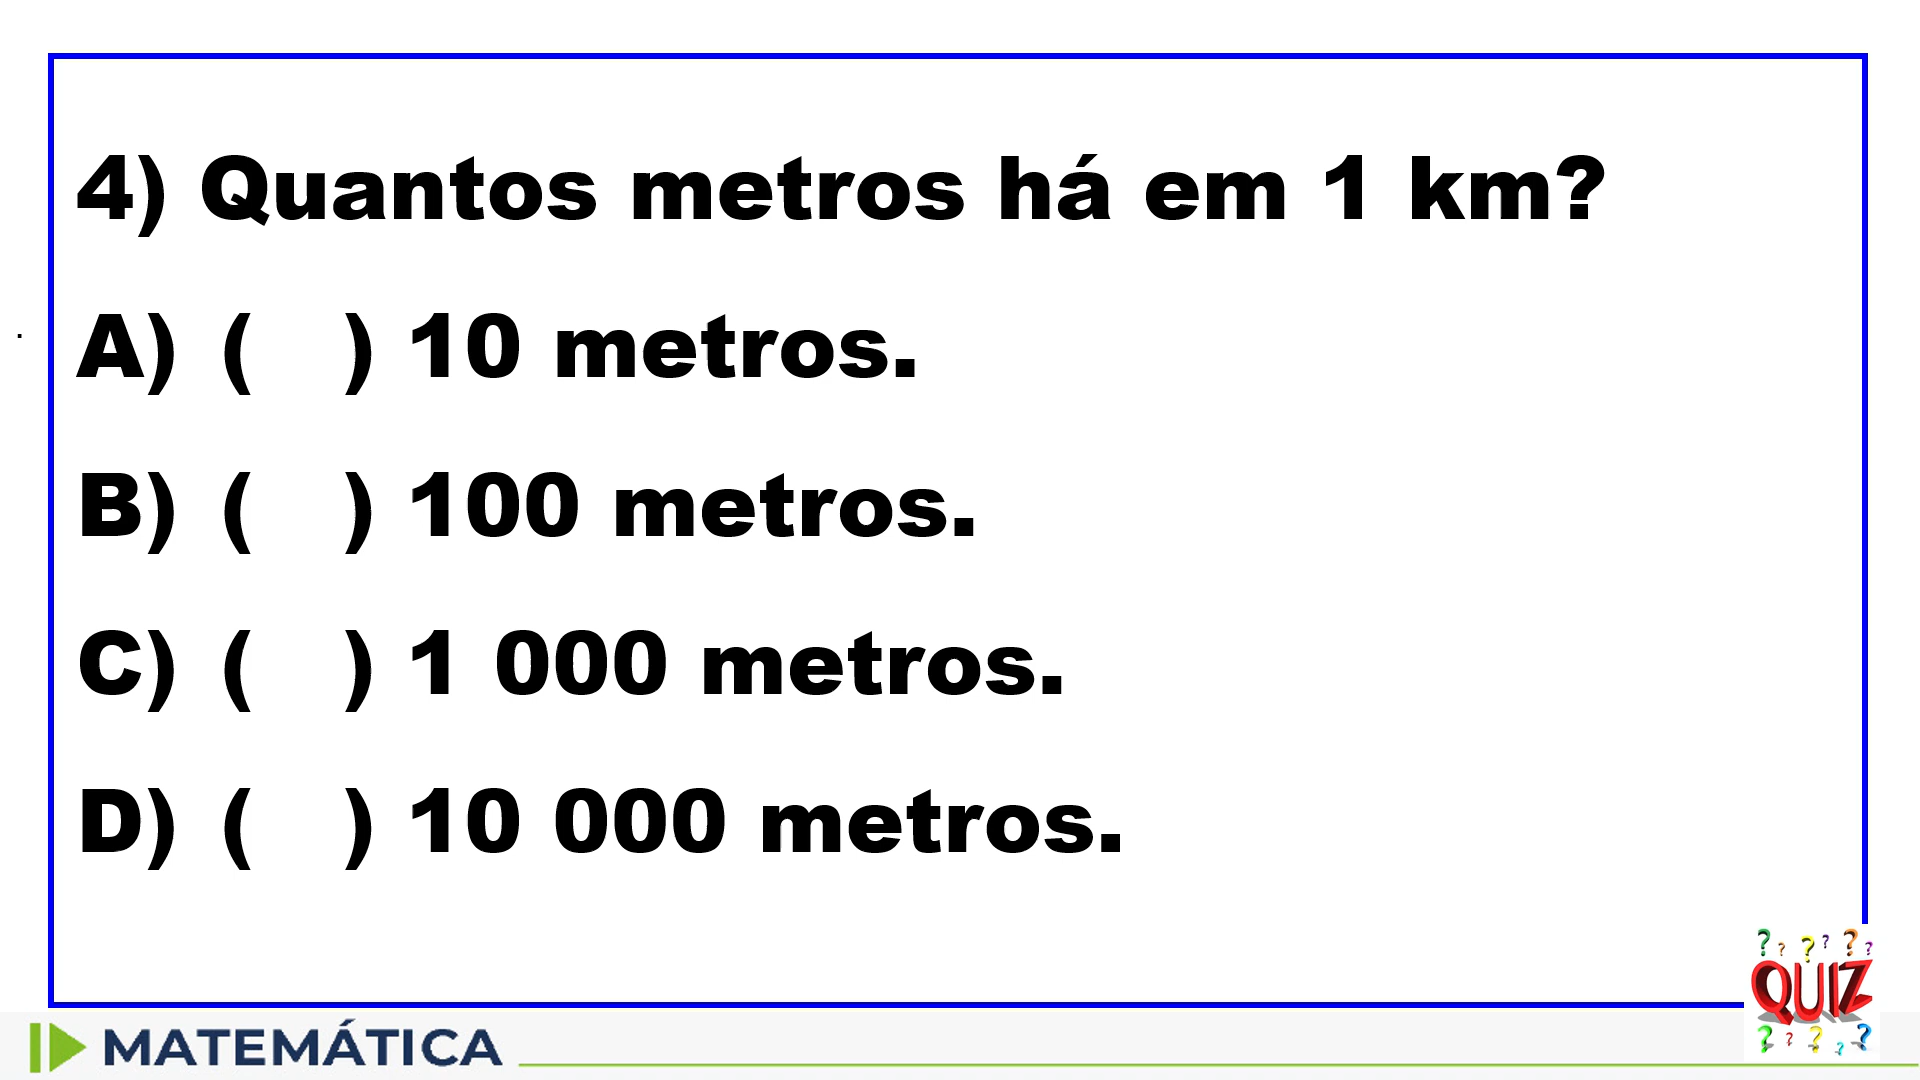 4) Quantos metros há em 1 km?
A) (   ) 10 metros.
B) (   ) 100 metros.
C) (   ) 1 000 metros.
D) (   ) 10 000 metros.
? ? ? ? ? ?
QUIZ
? ? ? ? ?
MATEMÁTICA